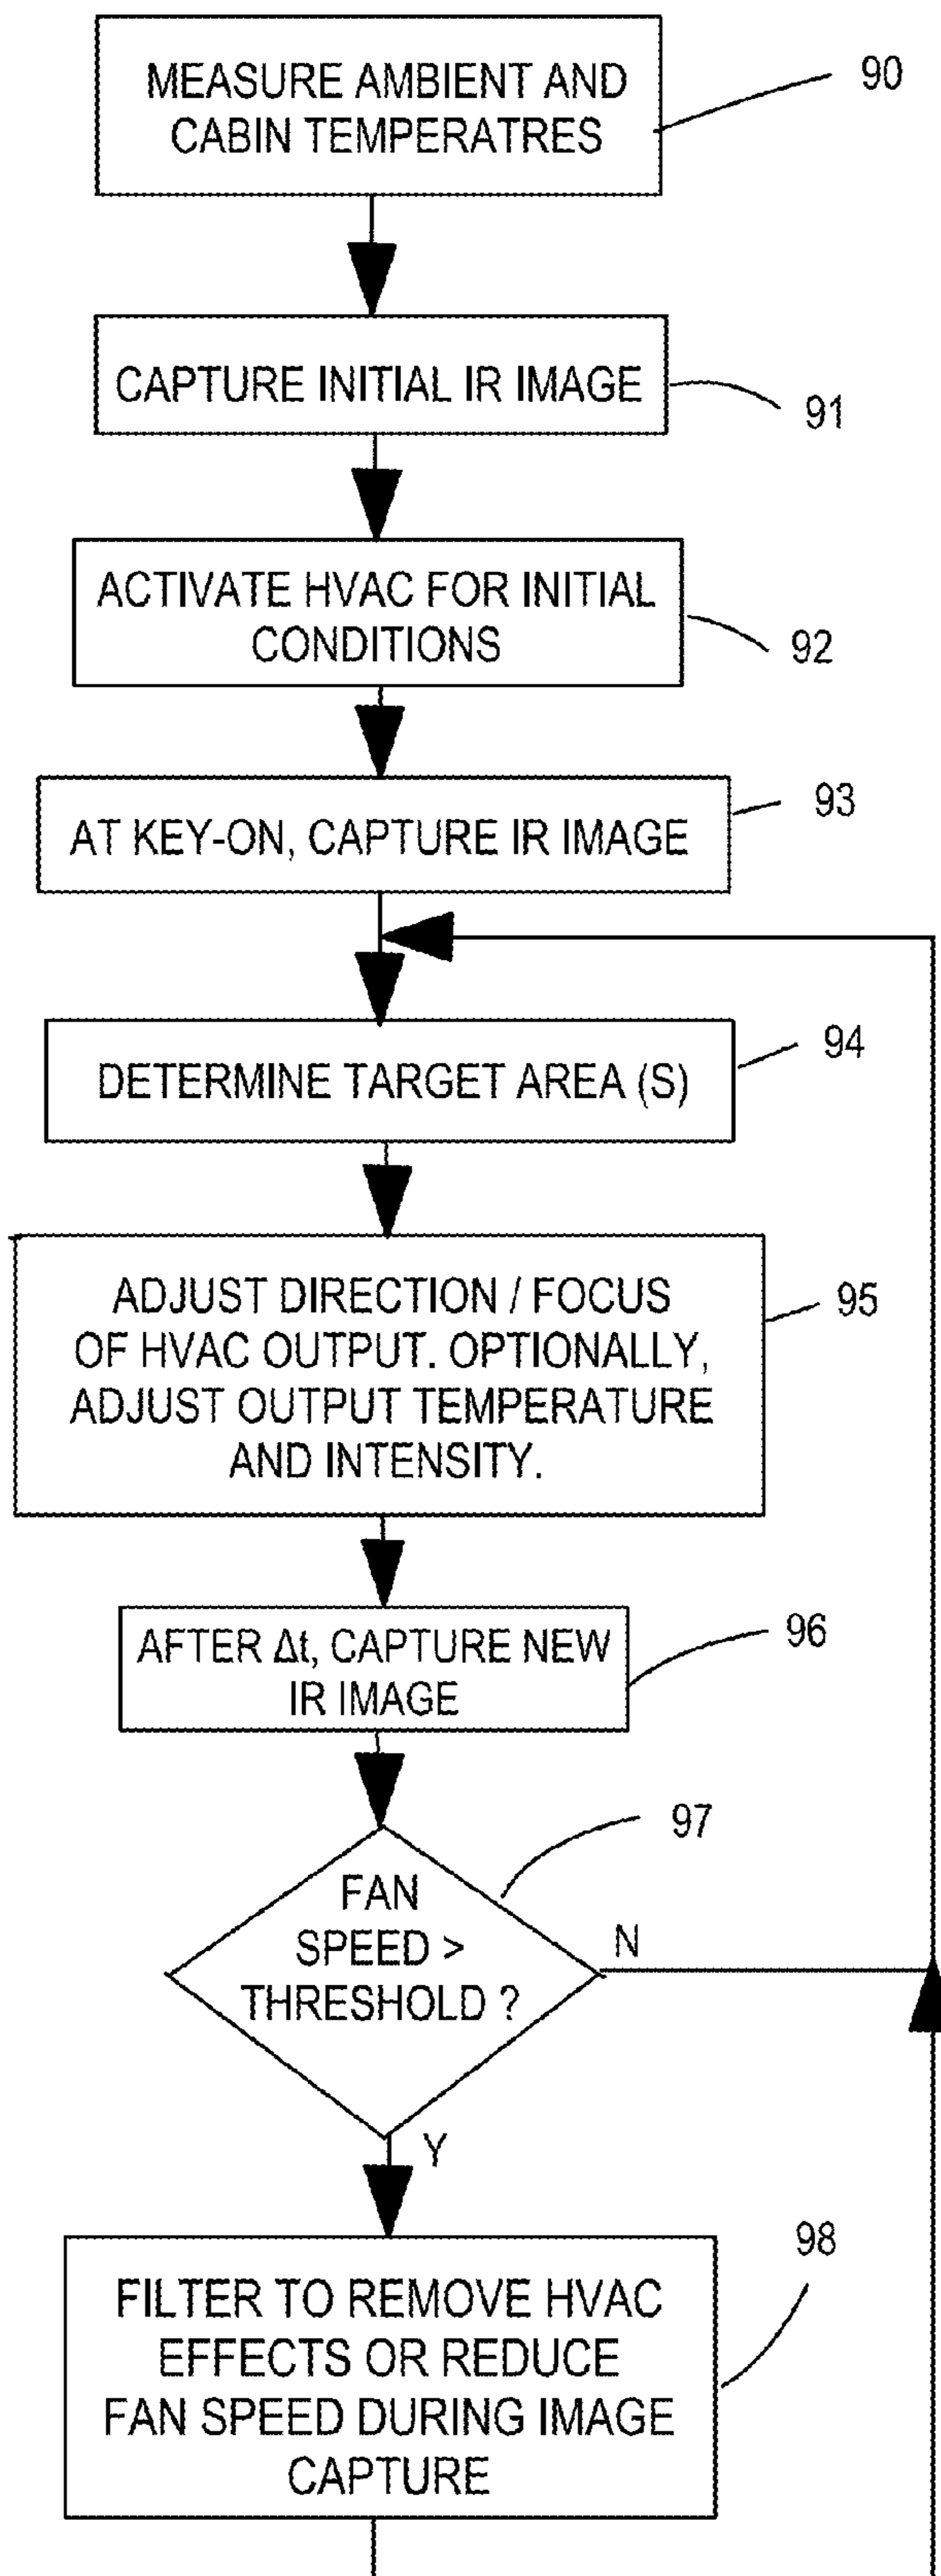 MEASURE AMBIENT AND
CABIN TEMPERATRES
90
CAPTURE INITIAL IR IMAGE
91
ACTIVATE HVAC FOR INITIAL
CONDITIONS
92
AT KEY-ON, CAPTURE IR IMAGE
93
DETERMINE TARGET AREA (S)
94
ADJUST DIRECTION / FOCUS
OF HVAC OUTPUT. OPTIONALLY,
ADJUST OUTPUT TEMPERATURE
AND INTENSITY.
95
AFTER Δt, CAPTURE NEW
IR IMAGE
96
FAN
SPEED >
THRESHOLD ?
97
N
Y
FILTER TO REMOVE HVAC
EFFECTS OR REDUCE
FAN SPEED DURING IMAGE
CAPTURE
98